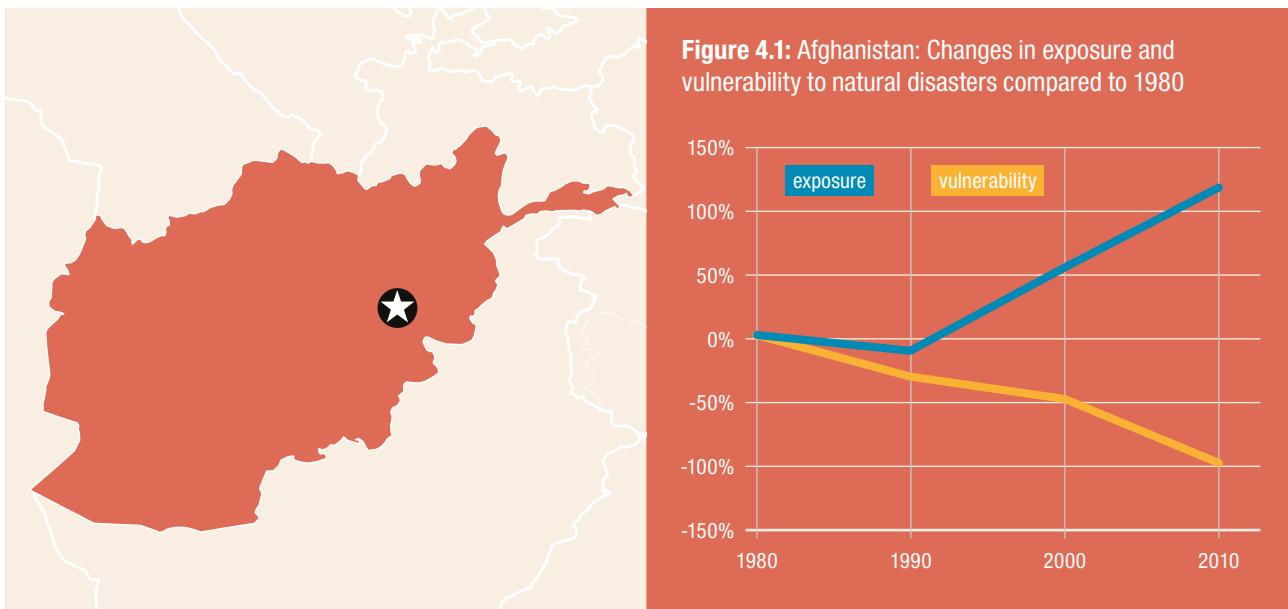 Figure 4.1: Afghanistan: Changes in exposure and
vulnerability to natural disasters compared to 1980
150%
exposure
vulnerability
100%
50%
0%
-50%
-100%
-150%
1980
1990
2000
2010